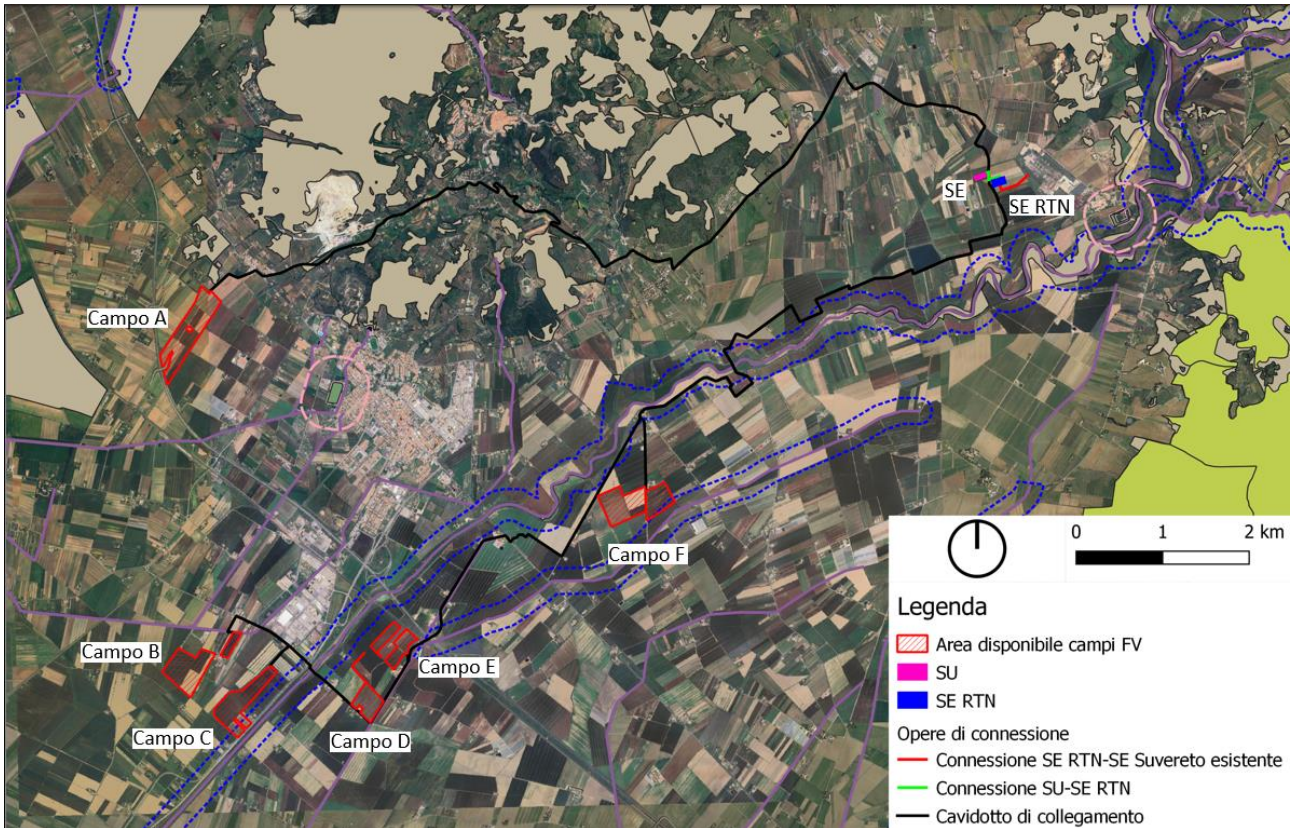 SE
SE RTN
Campo A
Campo F
Campo B
Campo E
Campo C
Campo D
0 1 2 km
Legenda
Area disponibile campi FV
SU
SE RTN
Opere di connessione
Connessione SE RTN-SE Suvereto esistente
Connessione SU-SE RTN
Cavidotto di collegamento